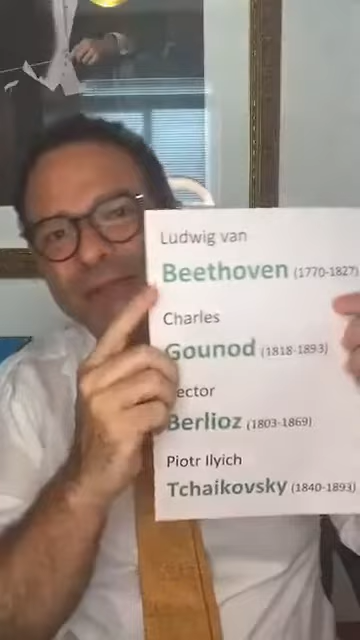 Ludwig van
Beethoven (1770-1827)
Charles
Gounod (1818-1893)
ector
Berlioz (1803-1869)
Piotr Ilyich
Tchaikovsky (1840-1893)